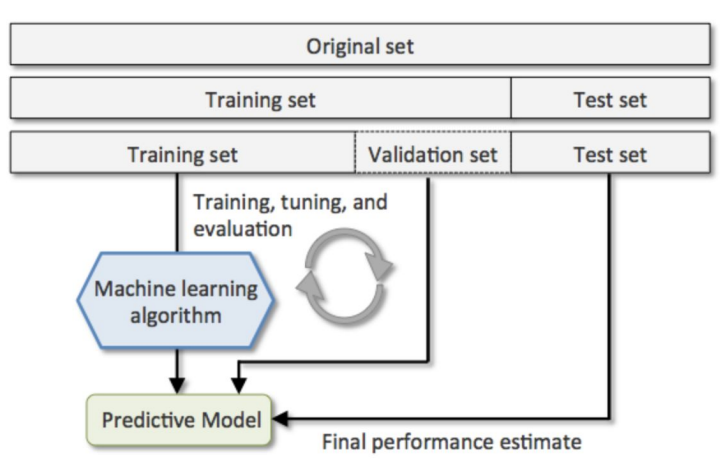 Original set
Training set Test set
Training set Validation set Test set
Training, tuning, and
evaluation
Machine learning
algorithm
Predictive Model
Final performance estimate